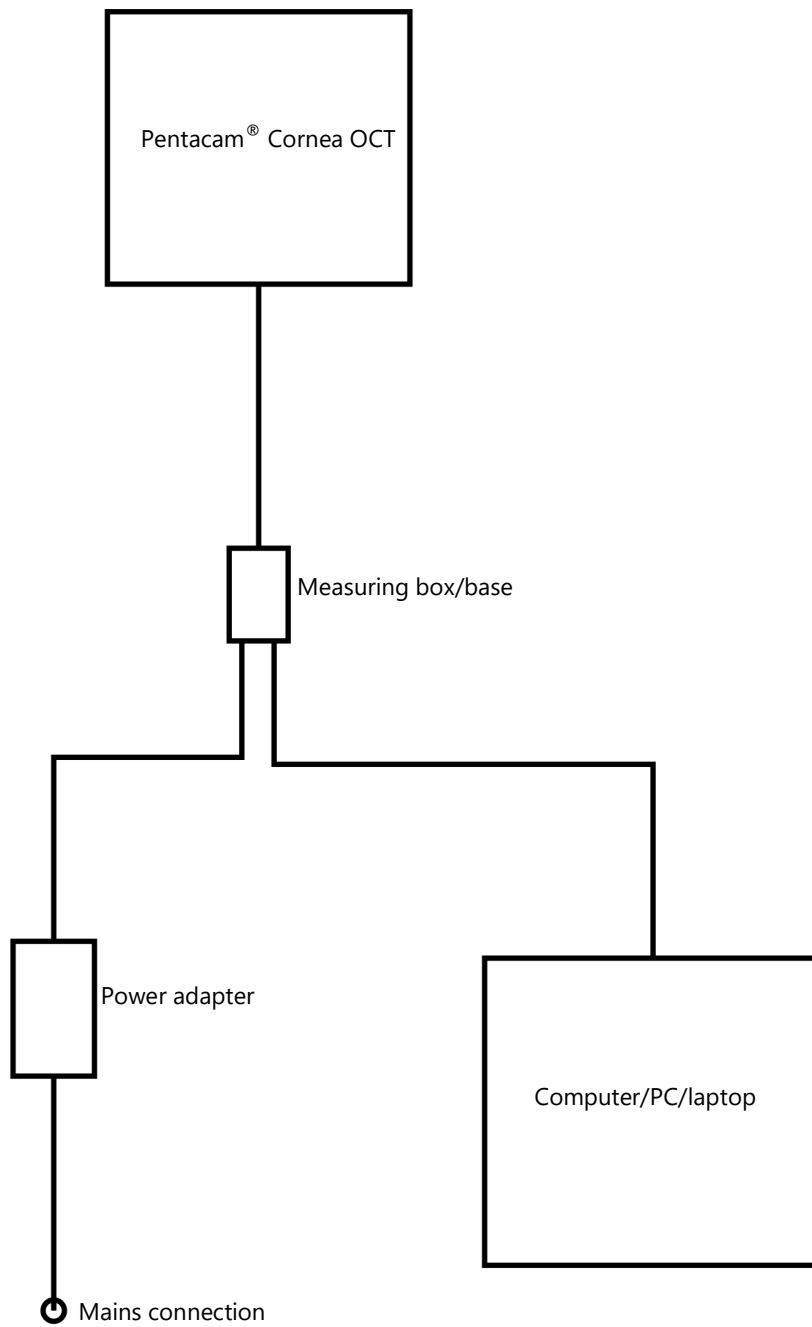 Pentacam® Cornea OCT
Measuring box/base
Power adapter
Computer/PC/laptop
Mains connection